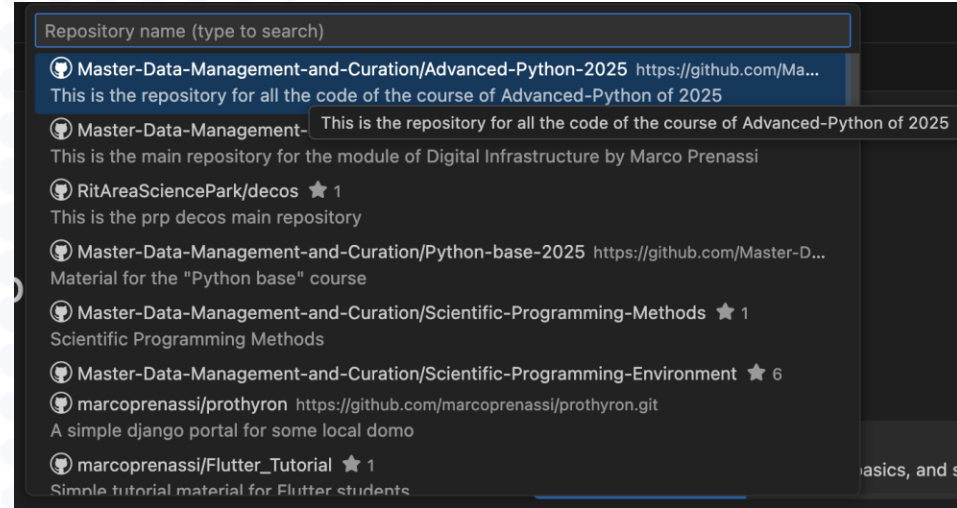 Repository name (type to search)
Master-Data-Management-and-Curation/Advanced-Python-2025 https://github.com/Ma...
This is the repository for all the code of the course of Advanced-Python of 2025
This is the repository for all the code of the course of Advanced-Python of 2025
Master-Data-Management-
This is the main repository for the module of Digital Infrastructure by Marco Prenassi
RitAreaSciencePark/decos ★ 1
This is the prp decos main repository
Master-Data-Management-and-Curation/Python-base-2025 https://github.com/Master-D...
Material for the "Python base" course
Master-Data-Management-and-Curation/Scientific-Programming-Methods ★ 1
Scientific Programming Methods
Master-Data-Management-and-Curation/Scientific-Programming-Environment ★ 6
marcoprenassi/prothyron https://github.com/marcoprenassi/prothyron.git
A simple django portal for some local domo
marcoprenassi/Flutter_Tutorial ★ 1
Simple tutorial material for Flutter students
basics, and s